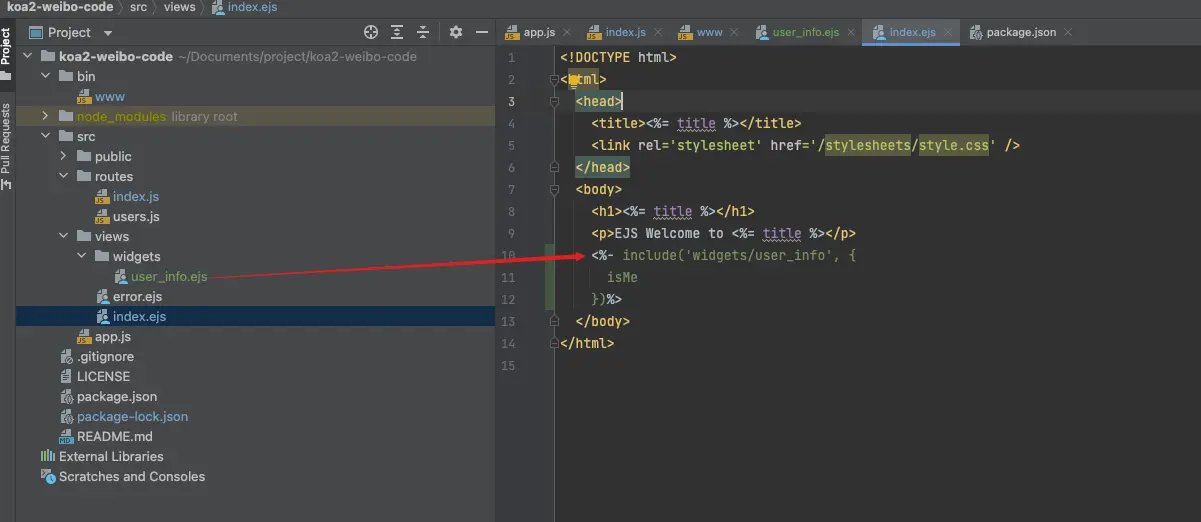 koa2-weibo-code src views index.ejs
Project
Pull Requests
Project
koa2-weibo-code ~/Documents/project/koa2-weibo-code
bin
www
node_modules library root
src
public
routes
index.js
users.js
views
widgets
user_info.ejs
error.ejs
index.ejs
app.js
.gitignore
LICENSE
package.json
package-lock.json
README.md
External Libraries
Scratches and Consoles
app.js index.js www user_info.ejs index.ejs package.json
1 <!DOCTYPE html>
2 <html>
3 <head>
4 <title><%= title %></title>
5 <link rel='stylesheet' href='/stylesheets/style.css' />
6 </head>
7 <body>
8 <h1><%= title %></h1>
9 <p>EJS Welcome to <%= title %></p>
10 <%- include('widgets/user_info', {
11 isMe
12 })%>
13 </body>
14 </html>
15